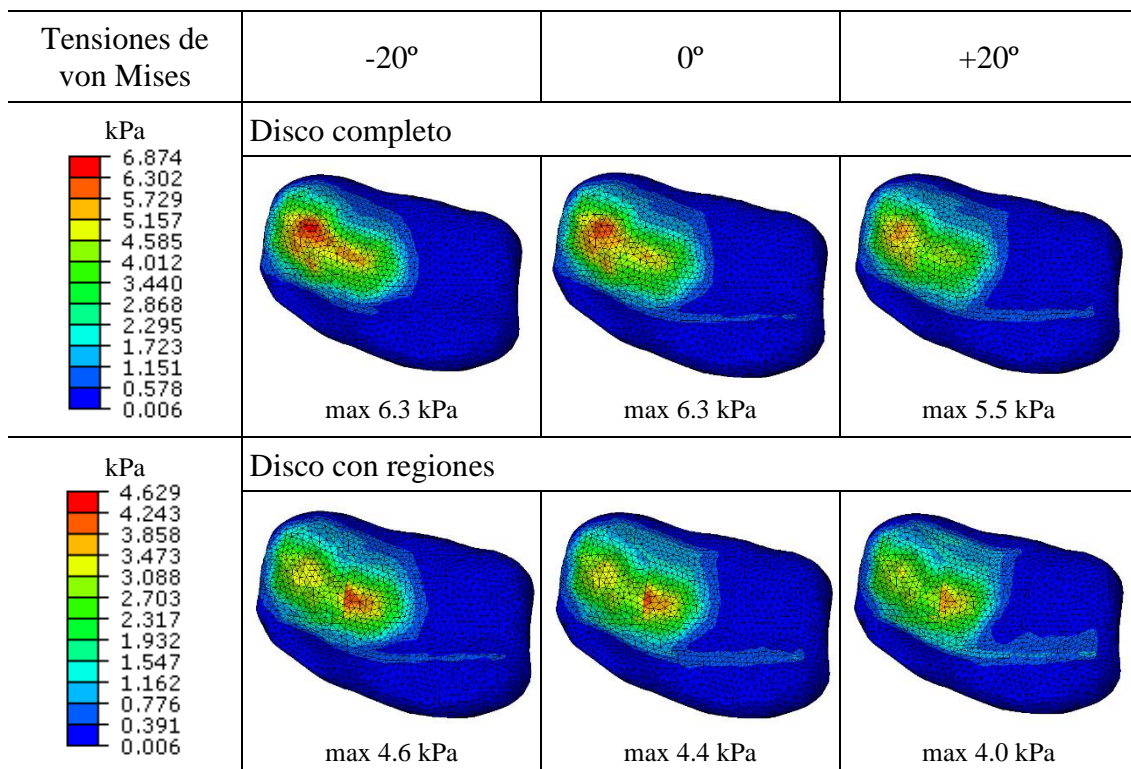 Tensiones de
von Mises
-20º
0º
+20º
kPa
6.874
6.302
5.729
5.157
4.585
4.012
3.440
2.868
2.295
1.723
1.151
0.578
0.006
Disco completo
max 6.3 kPa
max 6.3 kPa
max 5.5 kPa
kPa
4.629
4.243
3.858
3.473
3.088
2.703
2.317
1.932
1.547
1.162
0.776
0.391
0.006
Disco con regiones
max 4.6 kPa
max 4.4 kPa
max 4.0 kPa